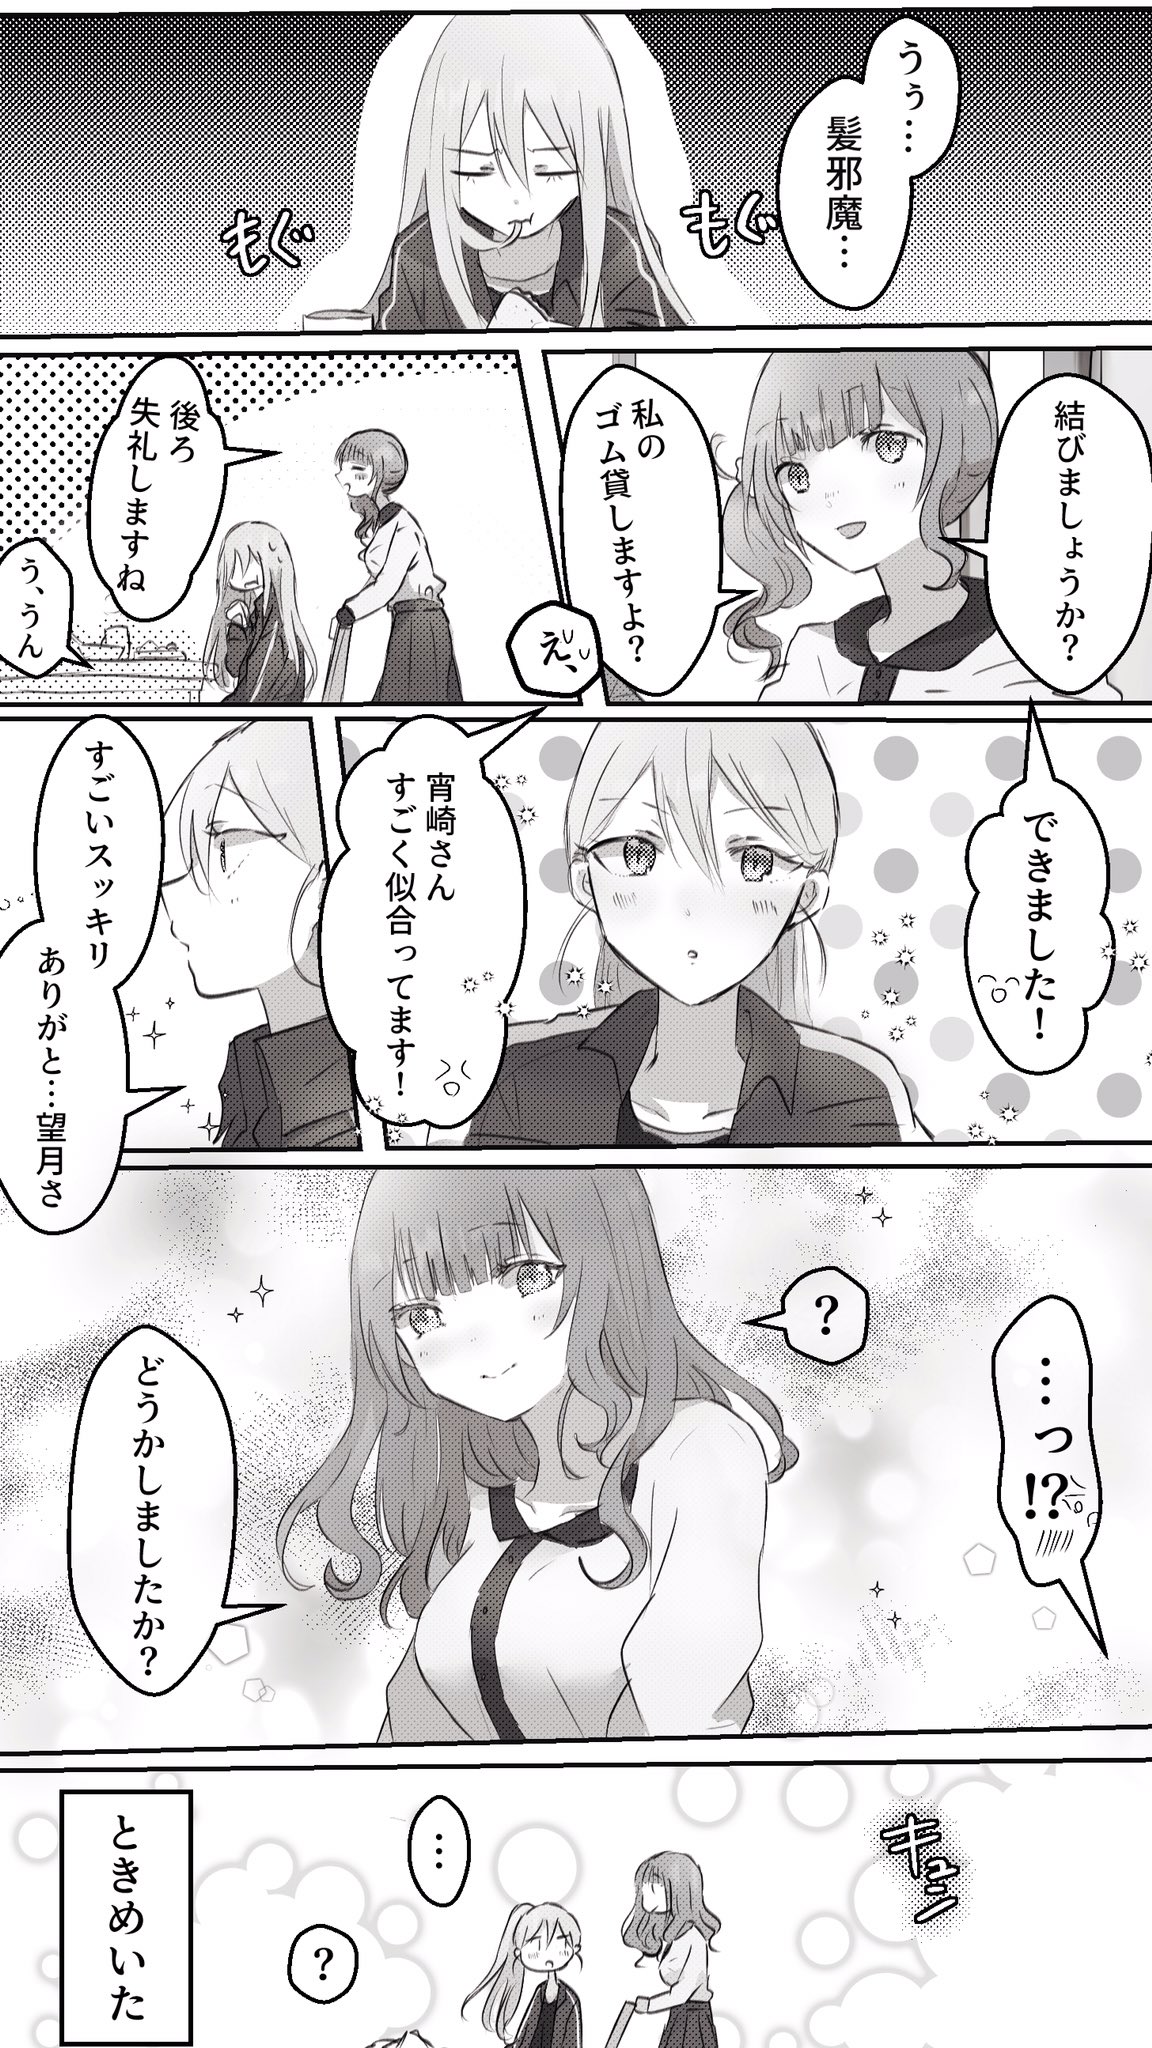 うぅ…
髪邪魔…
もぐ
もぐ
結びましょうか？
私の
ゴム貸しますよ？
え、
後ろ
失礼しますね
う、うん
できました！
宵崎さん
すごく似合ってます！
すごいスッキリ
ありがと…望月さ
…っ!?
？
どうかしましたか？
キュン
…
？
ときめいた